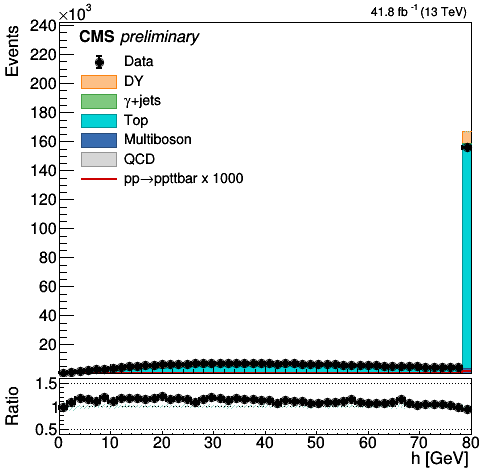 ×10³
41.8 fb⁻¹ (13 TeV)
Events
CMS preliminary
Data
DY
γ+jets
Top
Multiboson
QCD
pp→ppttbar x 1000
240
220
200
180
160
140
120
100
80
60
40
20
Ratio
1.5
1
0.5
0 10 20 30 40 50 60 70 80
h [GeV]